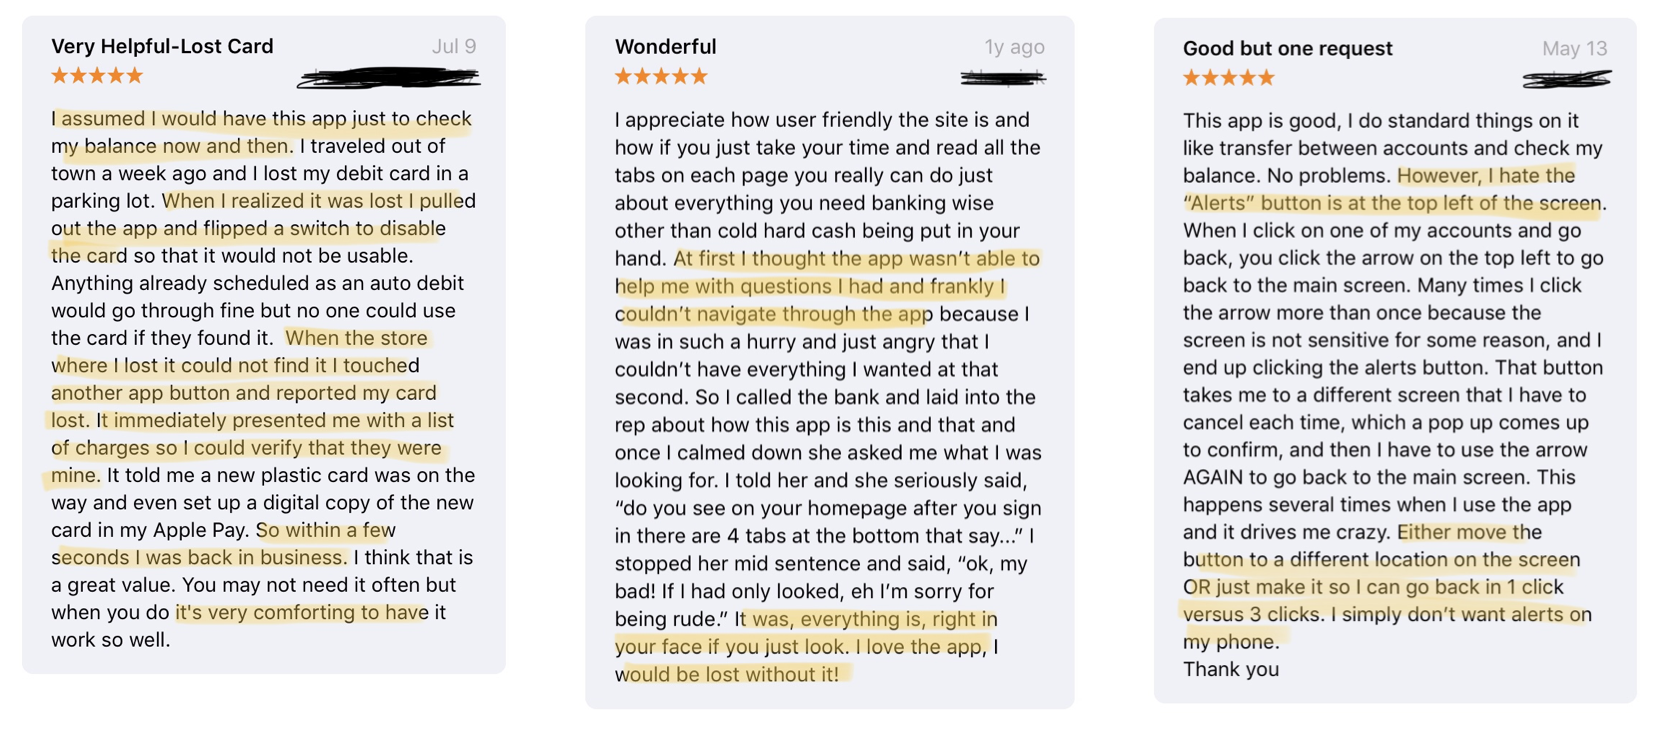 Very Helpful-Lost Card
Jul 9
I assumed I would have this app just to check
my balance now and then. I traveled out of
town a week ago and I lost my debit card in a
parking lot. When I realized it was lost I pulled
out the app and flipped a switch to disable
the card so that it would not be usable.
Anything already scheduled as an auto debit
would go through fine but no one could use
the card if they found it.  When the store
where I lost it could not find it I touched
another app button and reported my card
lost. It immediately presented me with a list
of charges so I could verify that they were
mine. It told me a new plastic card was on the
way and even set up a digital copy of the new
card in my Apple Pay. So within a few
seconds I was back in business. I think that is
a great value. You may not need it often but
when you do it's very comforting to have it
work so well.
Wonderful
1y ago
I appreciate how user friendly the site is and
how if you just take your time and read all the
tabs on each page you really can do just
about everything you need banking wise
other than cold hard cash being put in your
hand. At first I thought the app wasn’t able to
help me with questions I had and frankly I
couldn’t navigate through the app because I
was in such a hurry and just angry that I
couldn’t have everything I wanted at that
second. So I called the bank and laid into the
rep about how this app is this and that and
once I calmed down she asked me what I was
looking for. I told her and she seriously said,
“do you see on your homepage after you sign
in there are 4 tabs at the bottom that say...” I
stopped her mid sentence and said, “ok, my
bad! If I had only looked, eh I’m sorry for
being rude.” It was, everything is, right in
your face if you just look. I love the app, I
would be lost without it!
Good but one request
May 13
This app is good, I do standard things on it
like transfer between accounts and check my
balance. No problems. However, I hate the
“Alerts” button is at the top left of the screen.
When I click on one of my accounts and go
back, you click the arrow on the top left to go
back to the main screen. Many times I click
the arrow more than once because the
screen is not sensitive for some reason, and I
end up clicking the alerts button. That button
takes me to a different screen that I have to
cancel each time, which a pop up comes up
to confirm, and then I have to use the arrow
AGAIN to go back to the main screen. This
happens several times when I use the app
and it drives me crazy. Either move the
button to a different location on the screen
OR just make it so I can go back in 1 click
versus 3 clicks. I simply don’t want alerts on
my phone.
Thank you